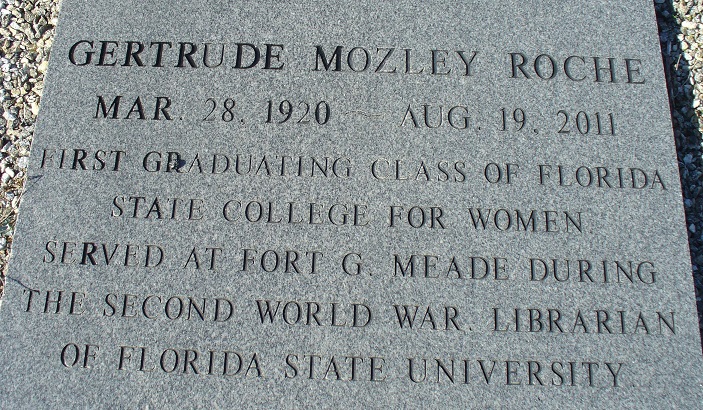 GERTRUDE MOZLEY ROCHE
MAR. 28. 1920 ~ AUG. 19. 2011
FIRST GRADUATING CLASS OF FLORIDA
STATE COLLEGE FOR WOMEN.
SERVED AT FORT G. MEADE DURING
THE SECOND WORLD WAR. LIBRARIAN
OF FLORIDA STATE UNIVERSITY.